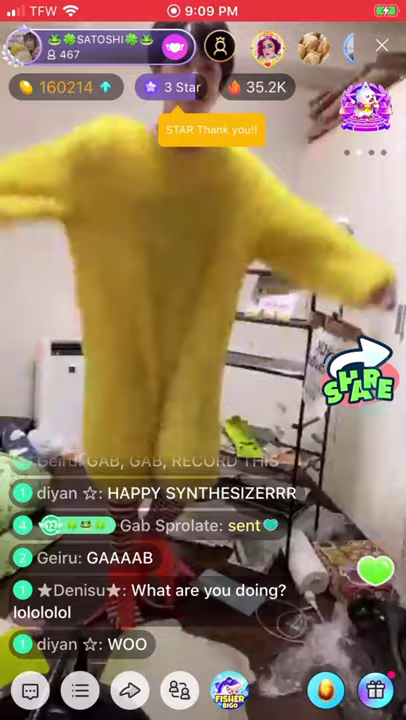 TFW 9:09 PM
🐸🍀SATOSHI🍀🐸
467
160214 3 Star 35.2K
STAR Thank you!!
SHARE
Geiru: GAB, GAB, RECORD THIS
1 diyan ☆: HAPPY SYNTHESIZERRR
4 Gab Sprolate: sent
2 Geiru: GAAAAB
1 ★Denisu★: What are you doing?
lolololol
1 diyan ☆: WOO
FISHER
BIGO